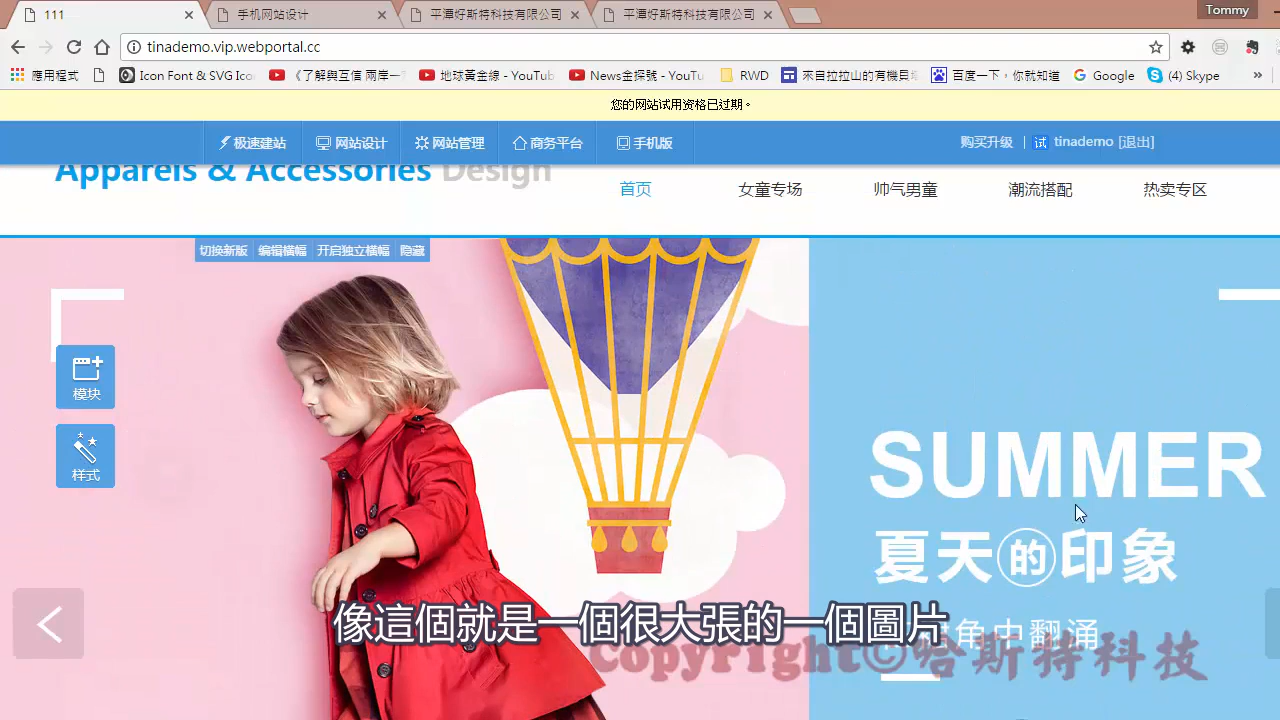 111
手机网站设计
平潭好斯特科技有限公司
平潭好斯特科技有限公司
Tommy
tinademo.vip.webportal.cc
應用程式
Icon Font & SVG Ico
《了解與互信 兩岸一
地球黃金線 - YouTub
News金探號 - YouTu
RWD
來自拉拉山的有機日
百度一下，你就知道
Google
(4) Skype
»
您的网站试用资格已过期。
极速建站
网站设计
网站管理
商务平台
手机版
购买升级
试
tinademo [退出]
Apparels & Accessories Design
首页
女童专场
帅气男童
潮流搭配
热卖专区
切换新版
编辑横幅
开启独立横幅
隐藏
模块
样式
SUMMER
夏天的印象
角中翻涌
像這個就是一個很大張的一個圖片
Copyright©哈斯特科技